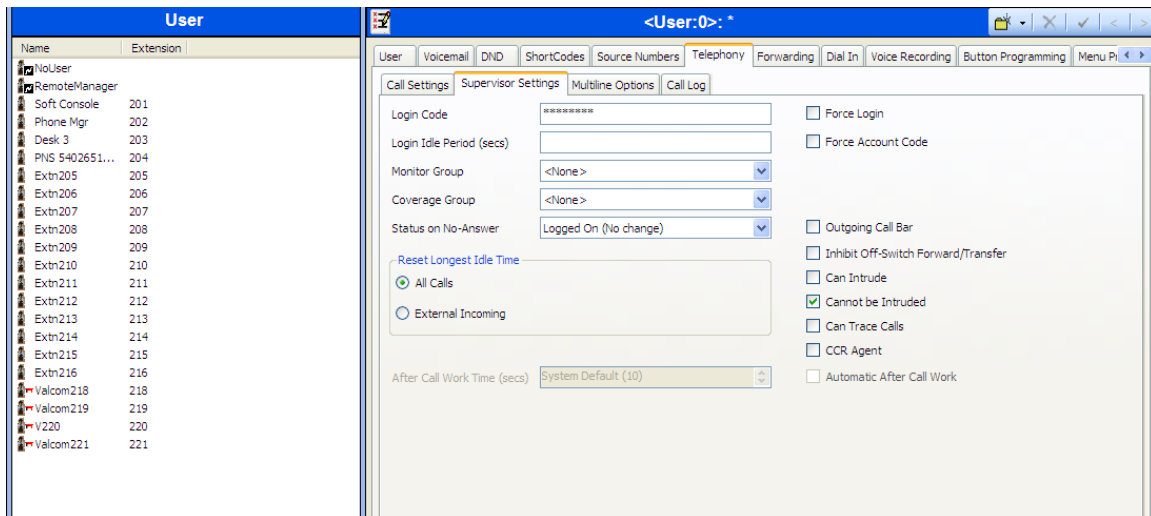 User
Name Extension
NoUser
RemoteManager
Soft Console 201
Phone Mgr 202
Desk 3 203
PNS 5402651... 204
Extn205 205
Extn206 206
Extn207 207
Extn208 208
Extn209 209
Extn210 210
Extn211 211
Extn212 212
Extn213 213
Extn214 214
Extn215 215
Extn216 216
Valcom218 218
Valcom219 219
V220 220
Valcom221 221
<User:0>: *
User Voicemail DND ShortCodes Source Numbers Telephony Forwarding Dial In Voice Recording Button Programming Menu P
Call Settings Supervisor Settings Multiline Options Call Log
Login Code ******** Force Login
Login Idle Period (secs) Force Account Code
Monitor Group <None>
Coverage Group <None>
Status on No-Answer Logged On (No change) Outgoing Call Bar
Inhibit Off-Switch Forward/Transfer
Reset Longest Idle Time
All Calls Can Intrude
Cannot be Intruded
External Incoming Can Trace Calls
CCR Agent
After Call Work Time (secs) System Default (10) Automatic After Call Work